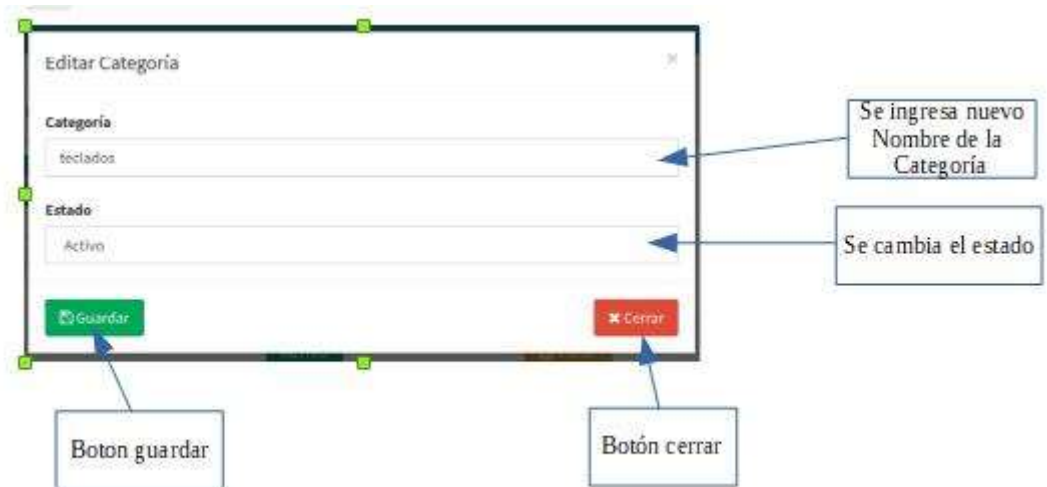 Editar Categoría
×
Categoría
teclados
Estado
Activo
Guardar
Cerrar
Se ingresa nuevo
Nombre de la
Categoría
Se cambia el estado
Boton guardar
Botón cerrar